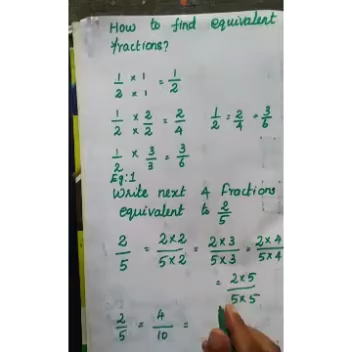 How to find equivalent
fractions?
1/2 × 1/1 = 1/2
1/2 × 2/2 = 2/4 1/2 = 2/4 = 3/6
1/2 × 3/3 = 3/6
Eg:1
Write next 4 fractions
equivalent to 2/5
2/5 = 2×2/5×2 = 2×3/5×3 = 2×4/5×4
= 2×5/5×5
2/5 = 4/10 =